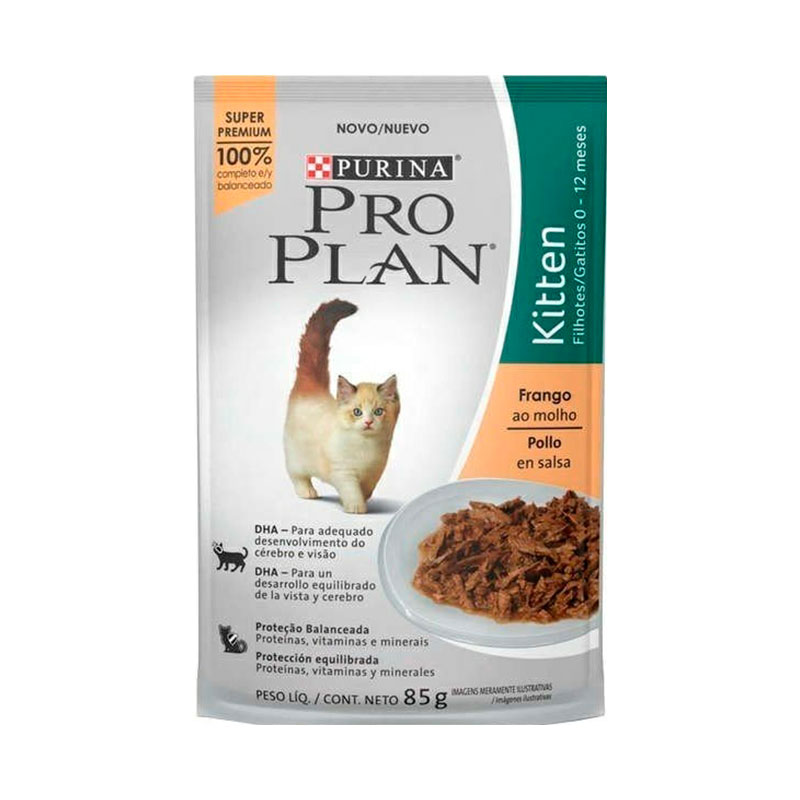 SUPER
PREMIUM
100%
completo e/y
balanceado
NOVO/NUEVO
PURINA®
PRO
PLAN®
Kitten
Filhotes/Gatitos 0 - 12 meses
Frango
ao molho
Pollo
en salsa
DHA – Para adequado
desenvolvimento do
cérebro e visão
DHA – Para un
desarrollo equilibrado
de la vista y cerebro
Proteção Balanceada
Proteínas, vitaminas e minerais
Protección equilibrada
Proteínas, vitaminas y minerales
PESO LÍQ. / CONT. NETO 85g
IMAGENS MERAMENTE ILUSTRATIVAS
/ Imágenes ilustrativas